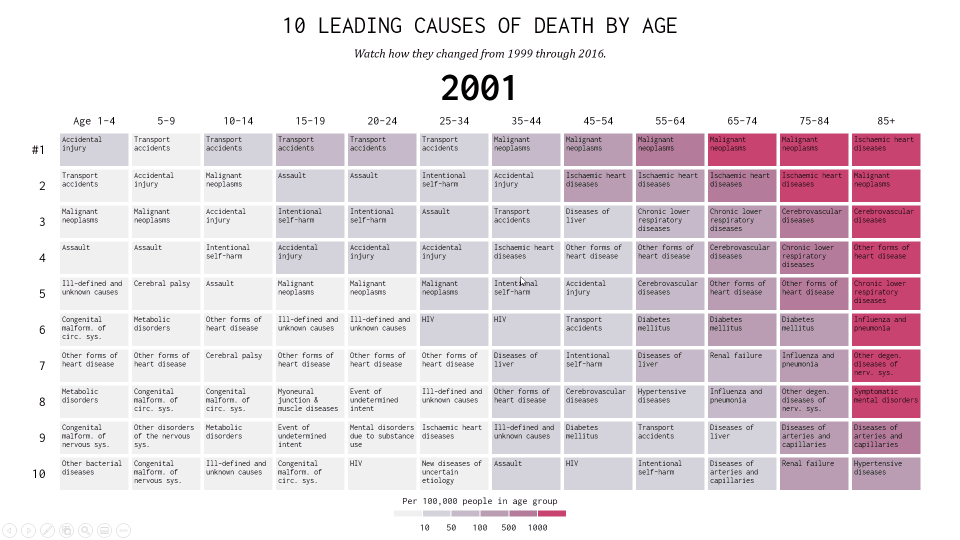 10 LEADING CAUSES OF DEATH BY AGE
Watch how they changed from 1999 through 2016.
2001
Age 1-4 5-9 10-14 15-19 20-24 25-34 35-44 45-54 55-64 65-74 75-84 85+
#1
Accidental
injury
Transport
accidents
Transport
accidents
Transport
accidents
Transport
accidents
Transport
accidents
Malignant
neoplasms
Malignant
neoplasms
Malignant
neoplasms
Malignant
neoplasms
Malignant
neoplasms
Ischaemic heart
diseases
2
Transport
accidents
Accidental
injury
Malignant
neoplasms
Assault
Assault
Intentional
self-harm
Accidental
injury
Ischaemic heart
diseases
Ischaemic heart
diseases
Ischaemic heart
diseases
Ischaemic heart
diseases
Malignant
neoplasms
3
Malignant
neoplasms
Malignant
neoplasms
Accidental
injury
Intentional
self-harm
Intentional
self-harm
Assault
Transport
accidents
Diseases of
liver
Chronic lower
respiratory
diseases
Chronic lower
respiratory
diseases
Cerebrovascular
diseases
Cerebrovascular
diseases
4
Assault
Assault
Intentional
self-harm
Accidental
injury
Accidental
injury
Accidental
injury
Ischaemic heart
diseases
Other forms of
heart disease
Other forms of
heart disease
Cerebrovascular
diseases
Chronic lower
respiratory
diseases
Other forms of
heart disease
5
Ill-defined and
unknown causes
Cerebral palsy
Assault
Malignant
neoplasms
Malignant
neoplasms
Malignant
neoplasms
Intentional
self-harm
Accidental
injury
Cerebrovascular
diseases
Other forms of
heart disease
Other forms of
heart disease
Chronic lower
respiratory
diseases
6
Congenital
malform. of
circ. sys.
Metabolic
disorders
Other forms of
heart disease
Ill-defined and
unknown causes
Ill-defined and
unknown causes
HIV
HIV
Transport
accidents
Diabetes
mellitus
Diabetes
mellitus
Diabetes
mellitus
Influenza and
pneumonia
7
Other forms of
heart disease
Other forms of
heart disease
Cerebral palsy
Other forms of
heart disease
Other forms of
heart disease
Other forms of
heart disease
Diseases of
liver
Intentional
self-harm
Diseases of
liver
Renal failure
Influenza and
pneumonia
Other degen.
diseases of
nerv. sys.
8
Metabolic
disorders
Congenital
malform. of
circ. sys.
Congenital
malform. of
circ. sys.
Myoneural
junction &
muscle diseases
Event of
undetermined
intent
Ill-defined and
unknown causes
Other forms of
heart disease
Cerebrovascular
diseases
Hypertensive
diseases
Influenza and
pneumonia
Other degen.
diseases of
nerv. sys.
Symptomatic
mental disorders
9
Congenital
malform. of
nervous sys.
Other disorders
of the nervous
sys.
Metabolic
disorders
Event of
undetermined
intent
Mental disorders
due to substance
use
Ischaemic heart
diseases
Ill-defined and
unknown causes
Diabetes
mellitus
Transport
accidents
Diseases of
liver
Diseases of
arteries and
capillaries
Diseases of
arteries and
capillaries
10
Other bacterial
diseases
Congenital
malform. of
nervous sys.
Ill-defined and
unknown causes
Congenital
malform. of
circ. sys.
HIV
New diseases of
uncertain
etiology
Assault
HIV
Intentional
self-harm
Diseases of
arteries and
capillaries
Renal failure
Hypertensive
diseases
Per 100,000 people in age group
10 50 100 500 1000